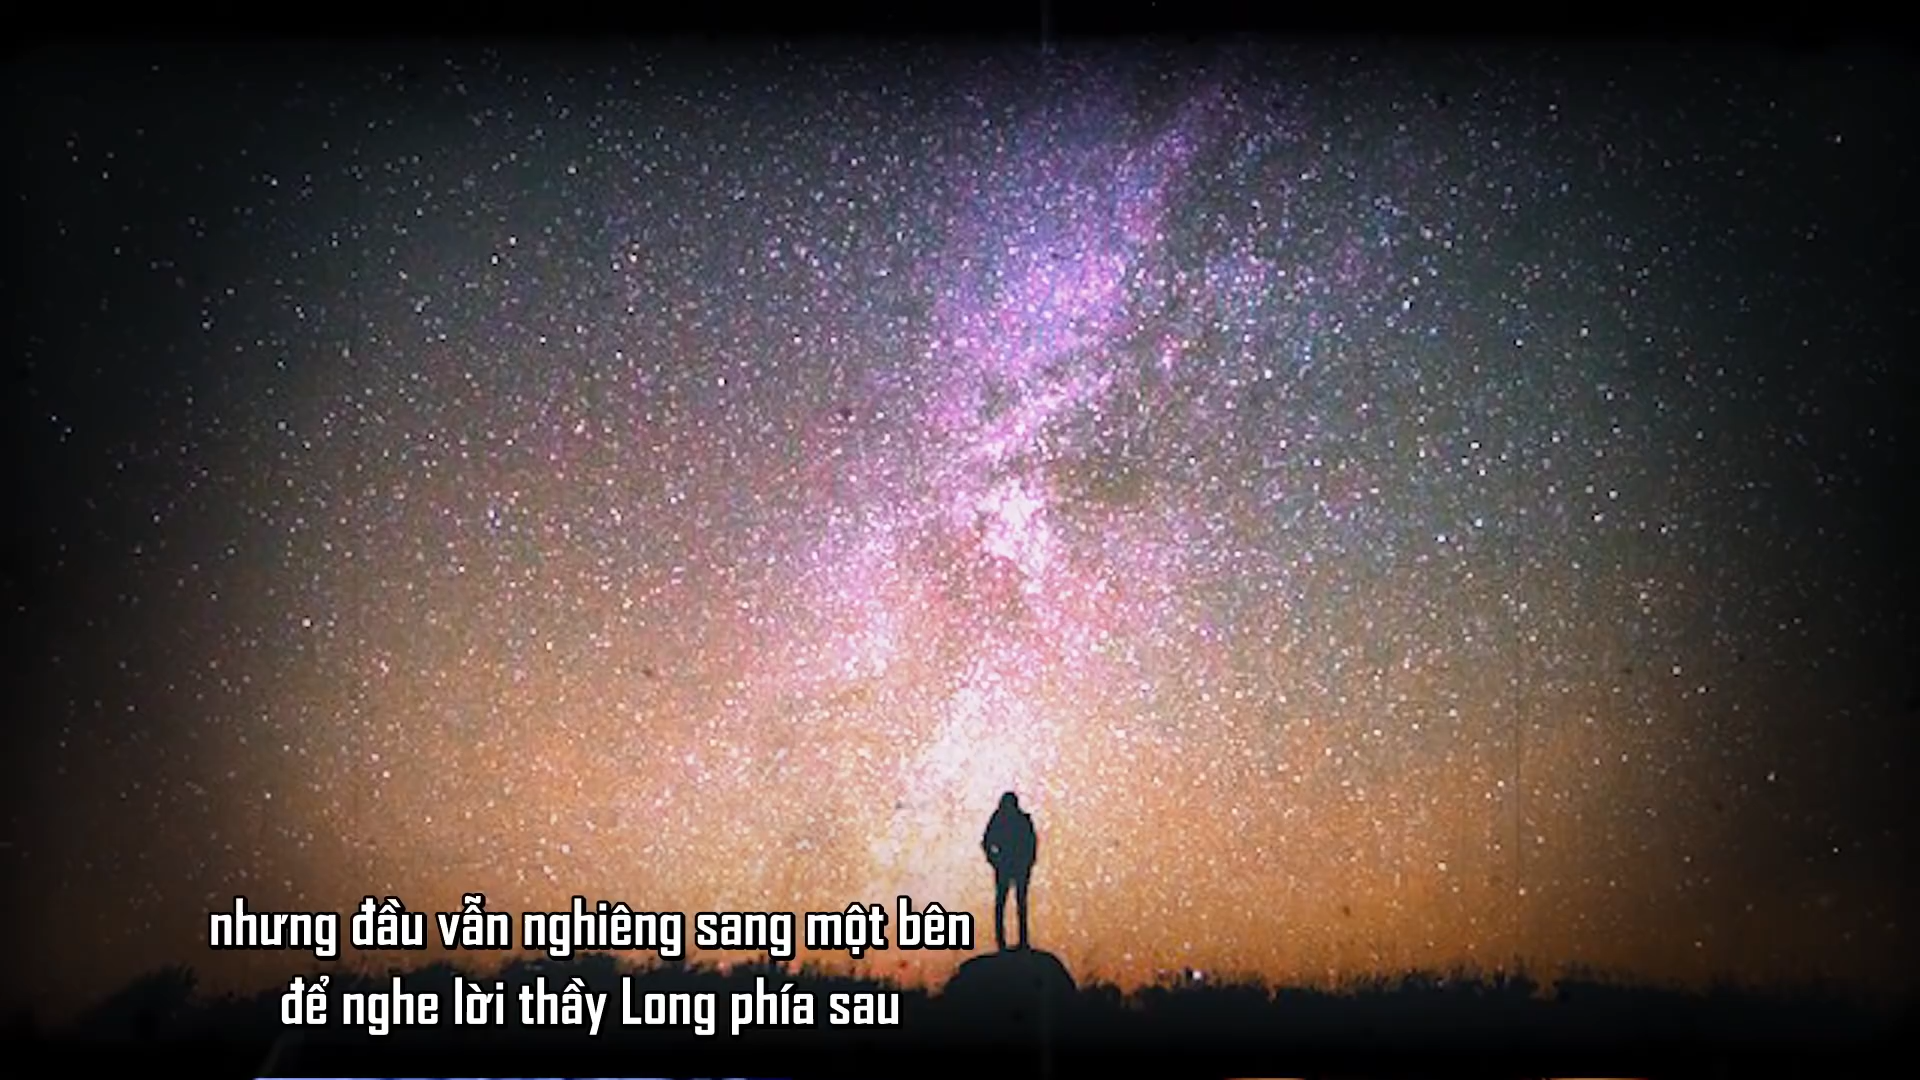 nhưng đầu vẫn nghiêng sang một bên
để nghe lời thầy Long phía sau